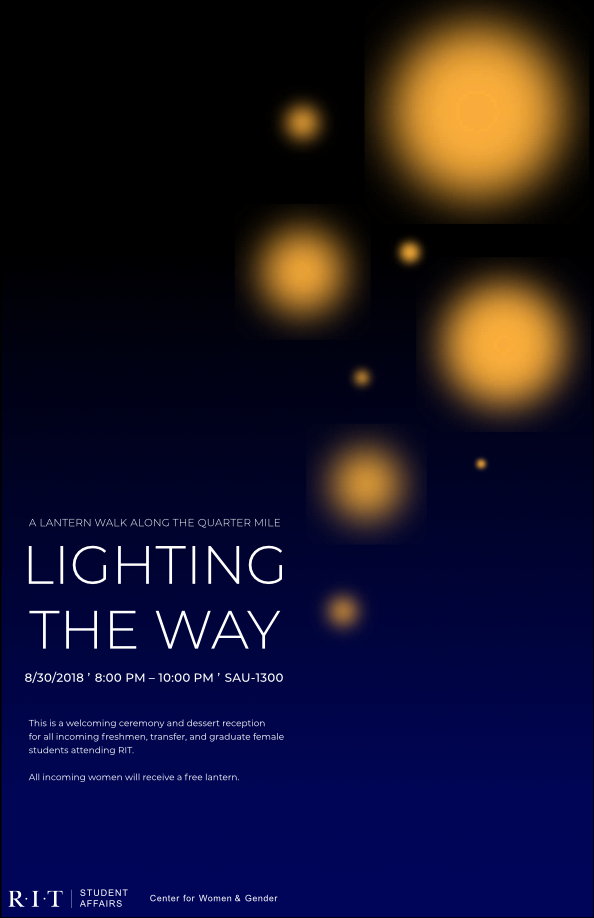 A LANTERN WALK ALONG THE QUARTER MILE
LIGHTING
THE WAY
8/30/2018 ' 8:00 PM – 10:00 PM ' SAU-1300
This is a welcoming ceremony and dessert reception
for all incoming freshmen, transfer, and graduate female
students attending RIT.
All incoming women will receive a free lantern.
R·I·T
STUDENT
AFFAIRS
Center for Women & Gender